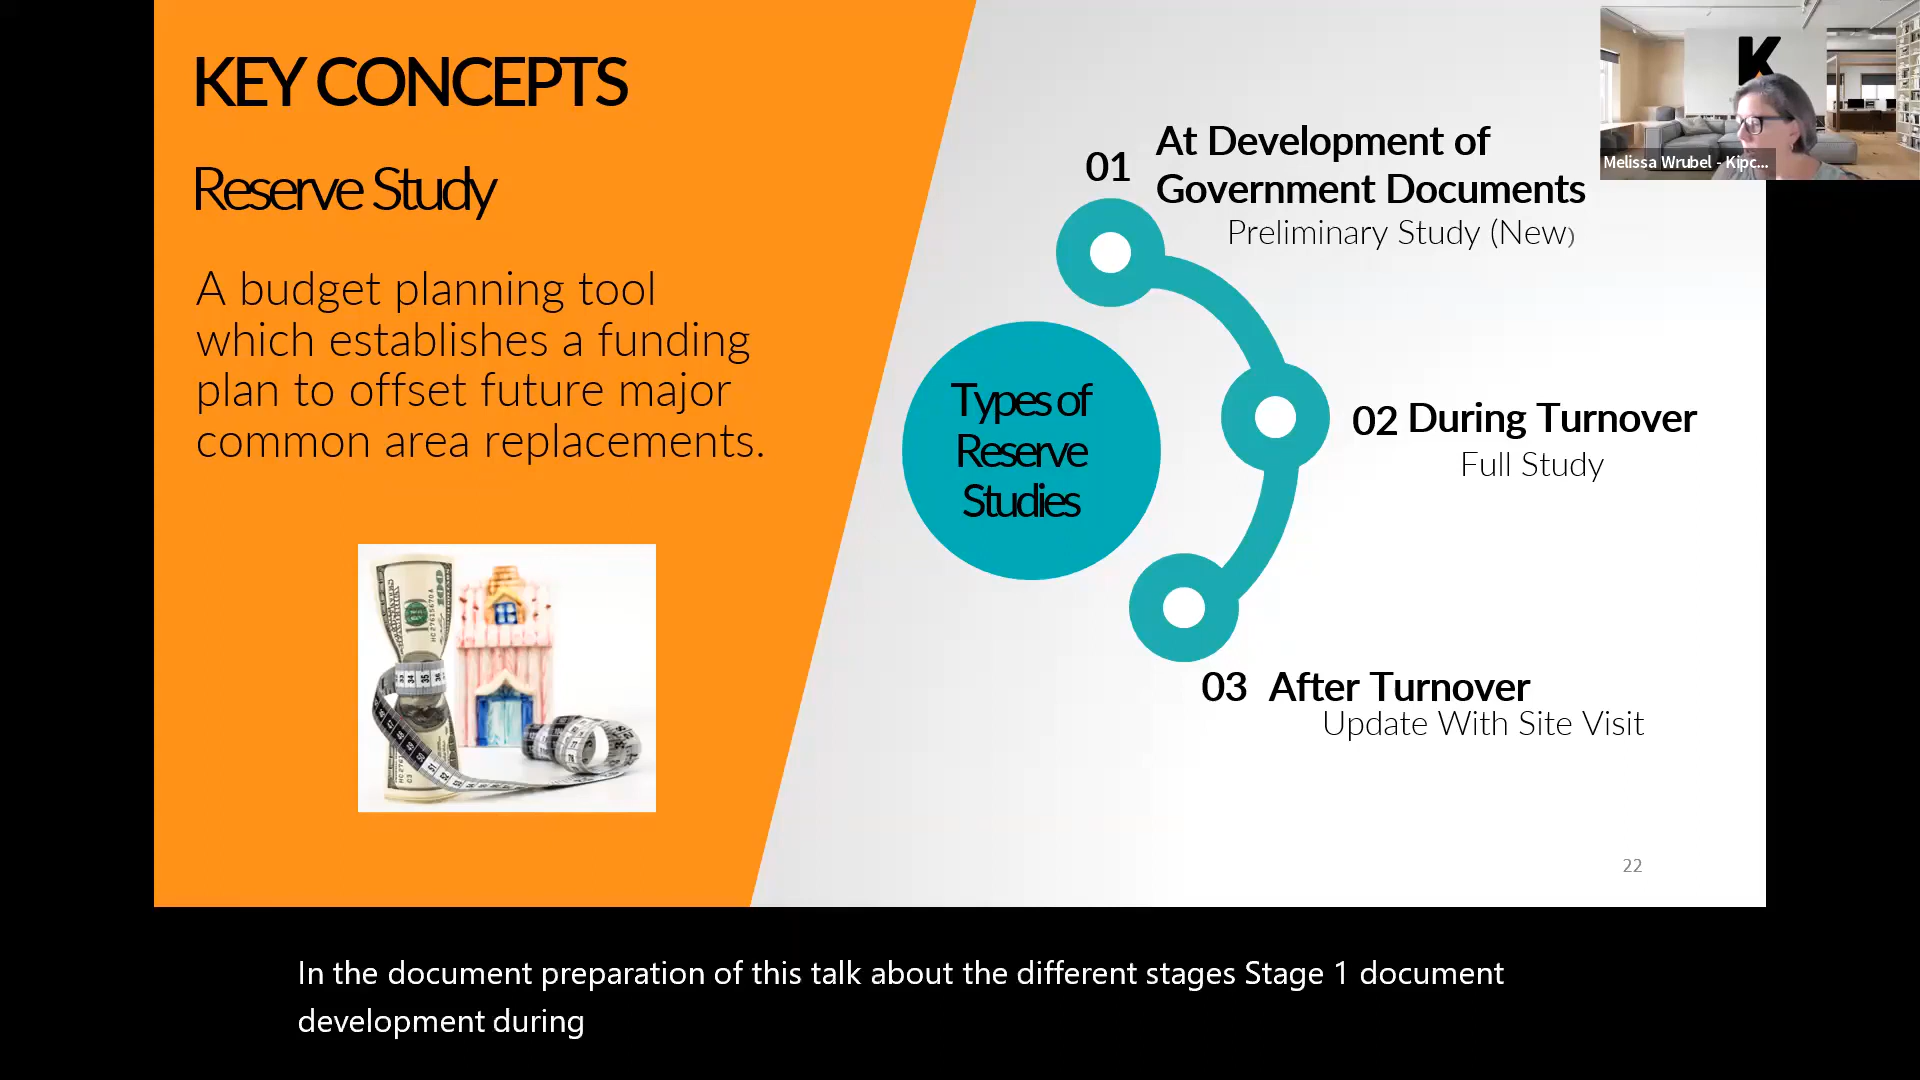 KEY CONCEPTS
Reserve Study
A budget planning tool
which establishes a funding
plan to offset future major
common area replacements.
Types of
Reserve
Studies
01
At Development of
Government Documents
Preliminary Study (New)
02 During Turnover
Full Study
03 After Turnover
Update With Site Visit
22
K
Melissa Wrubel - Kipc...
In the document preparation of this talk about the different stages Stage 1 document
development during